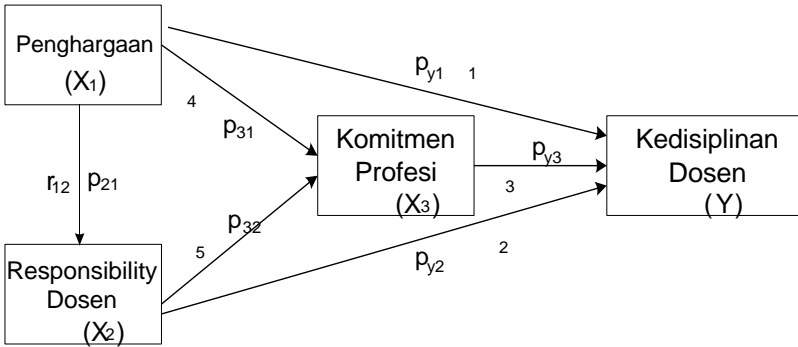 Penghargaan
(X1)
py1 1
4
p31
Komitmen
Profesi
(X3)
py3
3
Kedisiplinan
Dosen
(Y)
r12 p21
p32
5
py2 2
Responsibility
Dosen
(X2)